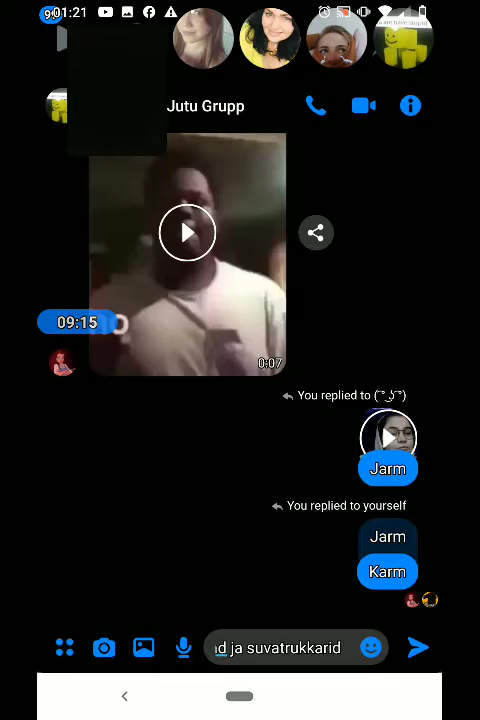 01:21
Jutu Grupp
09:15
0:07
You replied to ( ͡° ͜ʖ ͡°)
Jarm
You replied to yourself
Jarm
Karm
ja suvatrukkarid